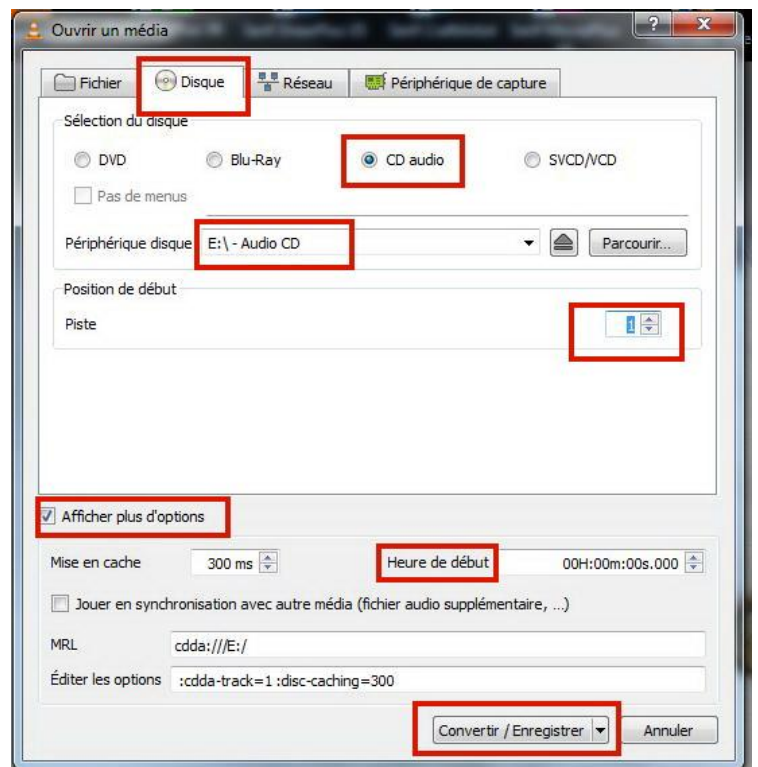 Ouvrir un média
Fichier Disque Réseau Périphérique de capture
Sélection du disque
DVD Blu-Ray CD audio SVCD/VCD
Pas de menus
Périphérique disque E:\ - Audio CD Parcourir...
Position de début
Piste 1
Afficher plus d'options
Mise en cache 300 ms Heure de début 00H:00m:00s.000
Jouer en synchronisation avec autre média (fichier audio supplémentaire, ...)
MRL cdda:///E:/
Éditer les options :cdda-track=1 :disc-caching=300
Convertir / Enregistrer Annuler